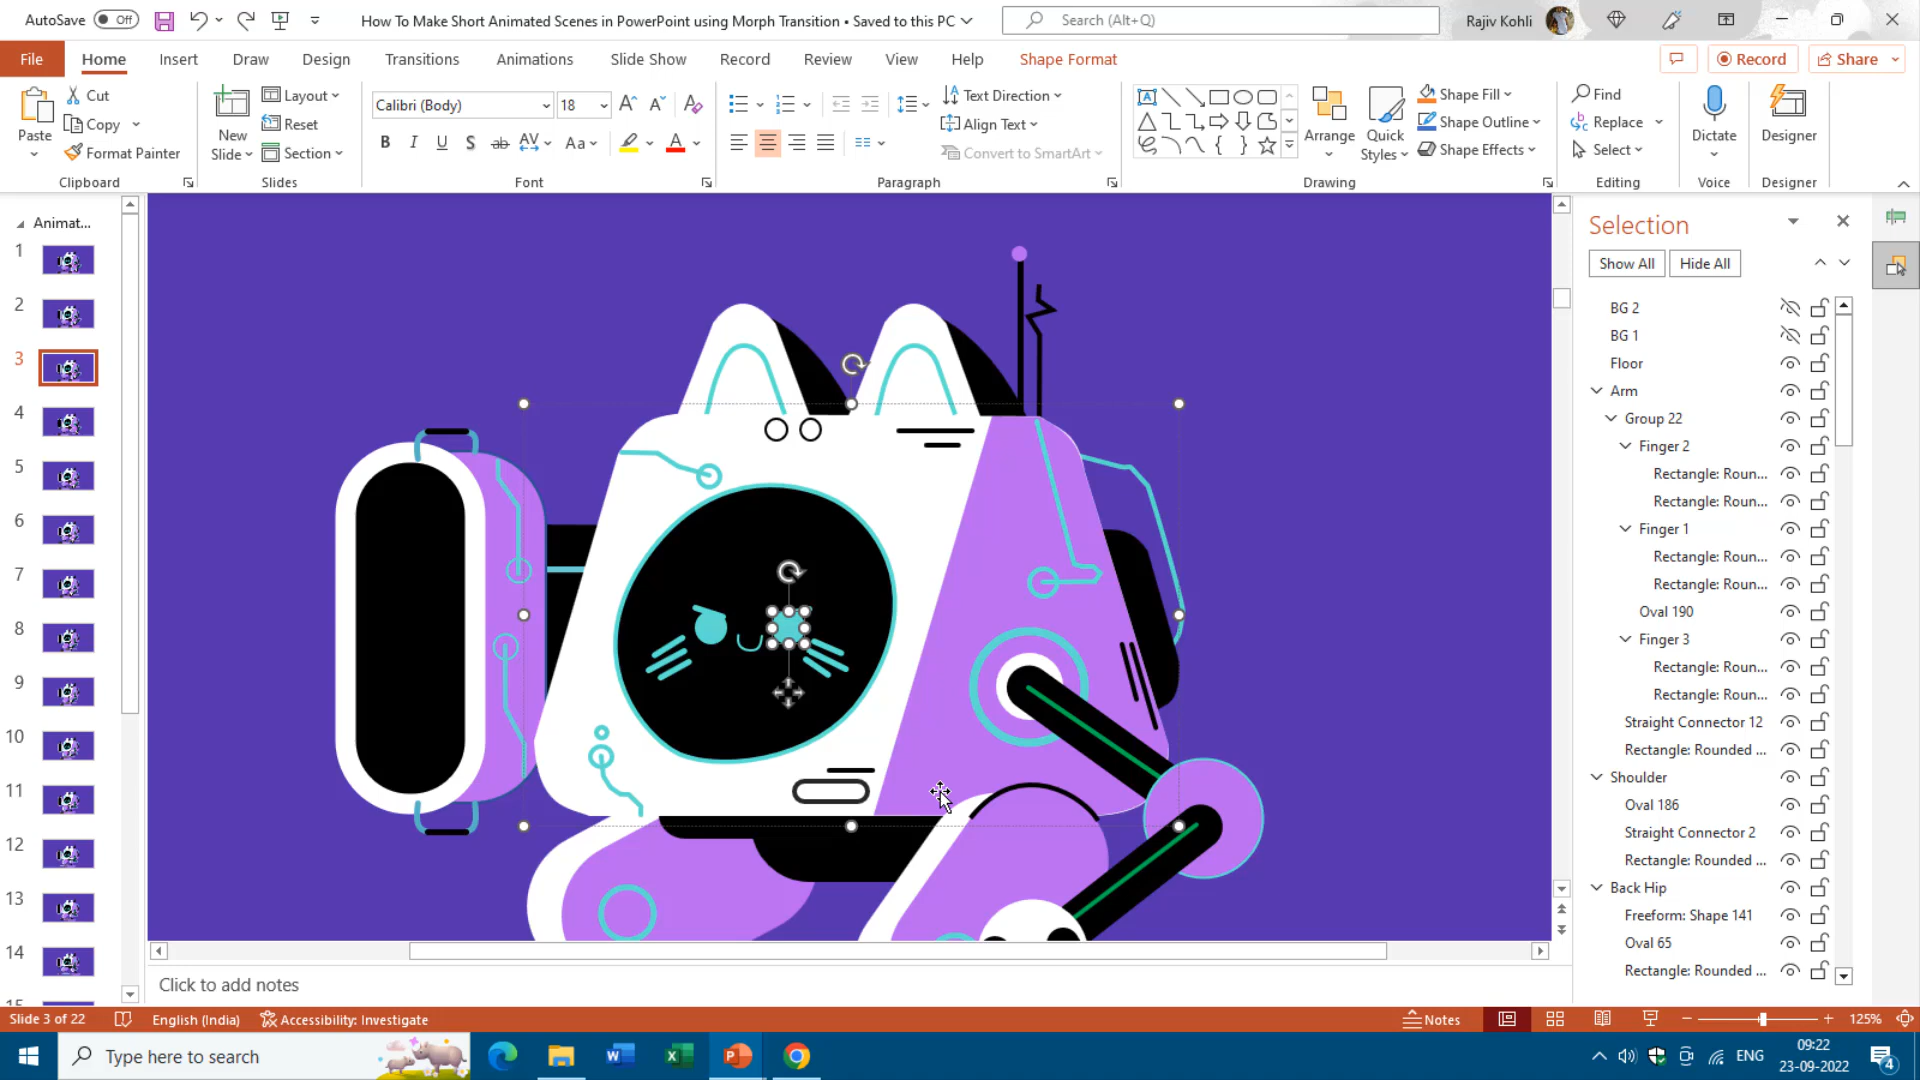 AutoSave Off How To Make Short Animated Scenes in PowerPoint using Morph Transition • Saved to this PC Search (Alt+Q) Rajiv Kohli
File Home Insert Draw Design Transitions Animations Slide Show Record Review View Help Shape Format Record Share
Paste Cut Copy Format Painter Clipboard
New Slide Layout Reset Section Slides
Calibri (Body) 18 Font
B I U S ab AV Aa A
Text Direction Align Text Convert to SmartArt Paragraph
Arrange Quick Styles Shape Fill Shape Outline Shape Effects Drawing
Find Replace Select Editing
Dictate Voice
Designer Designer
Animat...
1
2
3
4
5
6
7
8
9
10
11
12
13
14
15
Selection
Show All Hide All
BG 2
BG 1
Floor
Arm
Group 22
Finger 2
Rectangle: Roun...
Rectangle: Roun...
Finger 1
Rectangle: Roun...
Rectangle: Roun...
Oval 190
Finger 3
Rectangle: Roun...
Rectangle: Roun...
Straight Connector 12
Rectangle: Rounded ...
Shoulder
Oval 186
Straight Connector 2
Rectangle: Rounded ...
Back Hip
Freeform: Shape 141
Oval 65
Rectangle: Rounded ...
Click to add notes
Slide 3 of 22 English (India) Accessibility: Investigate Notes 125%
Type here to search ENG 09:22
23-09-2022 4